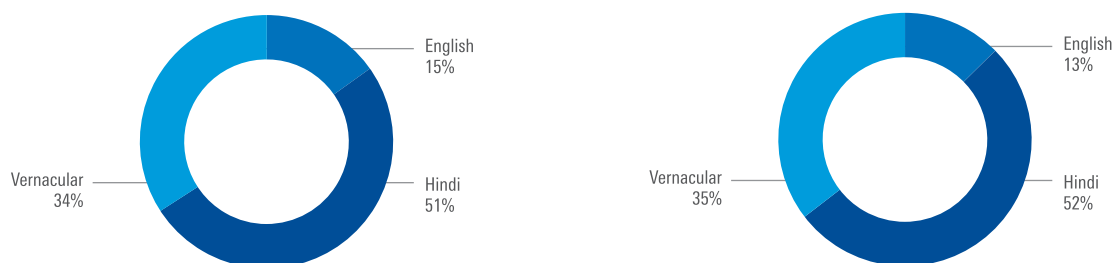 English
15%
Vernacular
34%
Hindi
51%
English
13%
Vernacular
35%
Hindi
52%